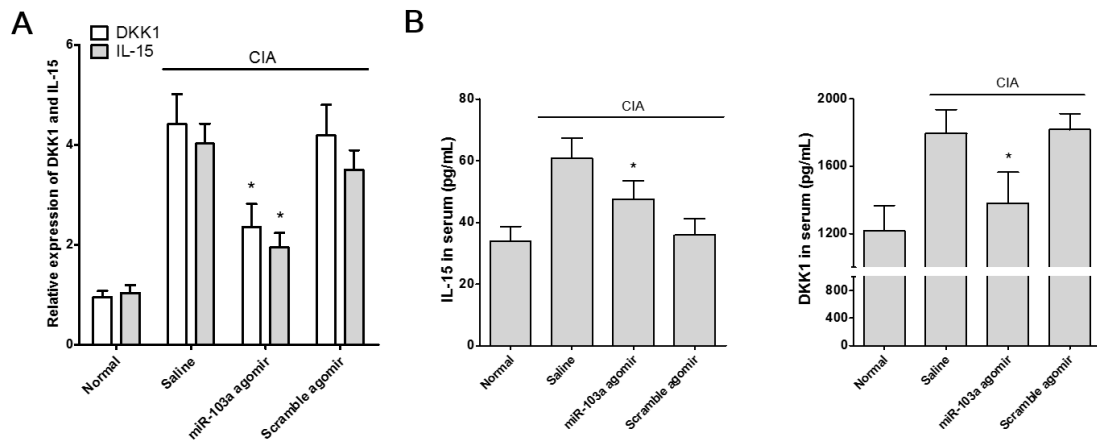 A
DKK1
IL-15
CIA
Relative expression of DKK1 and IL-15
6
4
2
0
*
*
Normal
Saline
miR-103a agomir
Scramble agomir
B
CIA
IL-15 in serum (pg/mL)
80
60
40
20
0
*
Normal
Saline
miR-103a agomir
Scramble agomir
CIA
DKK1 in serum (pg/mL)
2000
1600
1200
800
400
0
*
Normal
Saline
miR-103a agomir
Scramble agomir